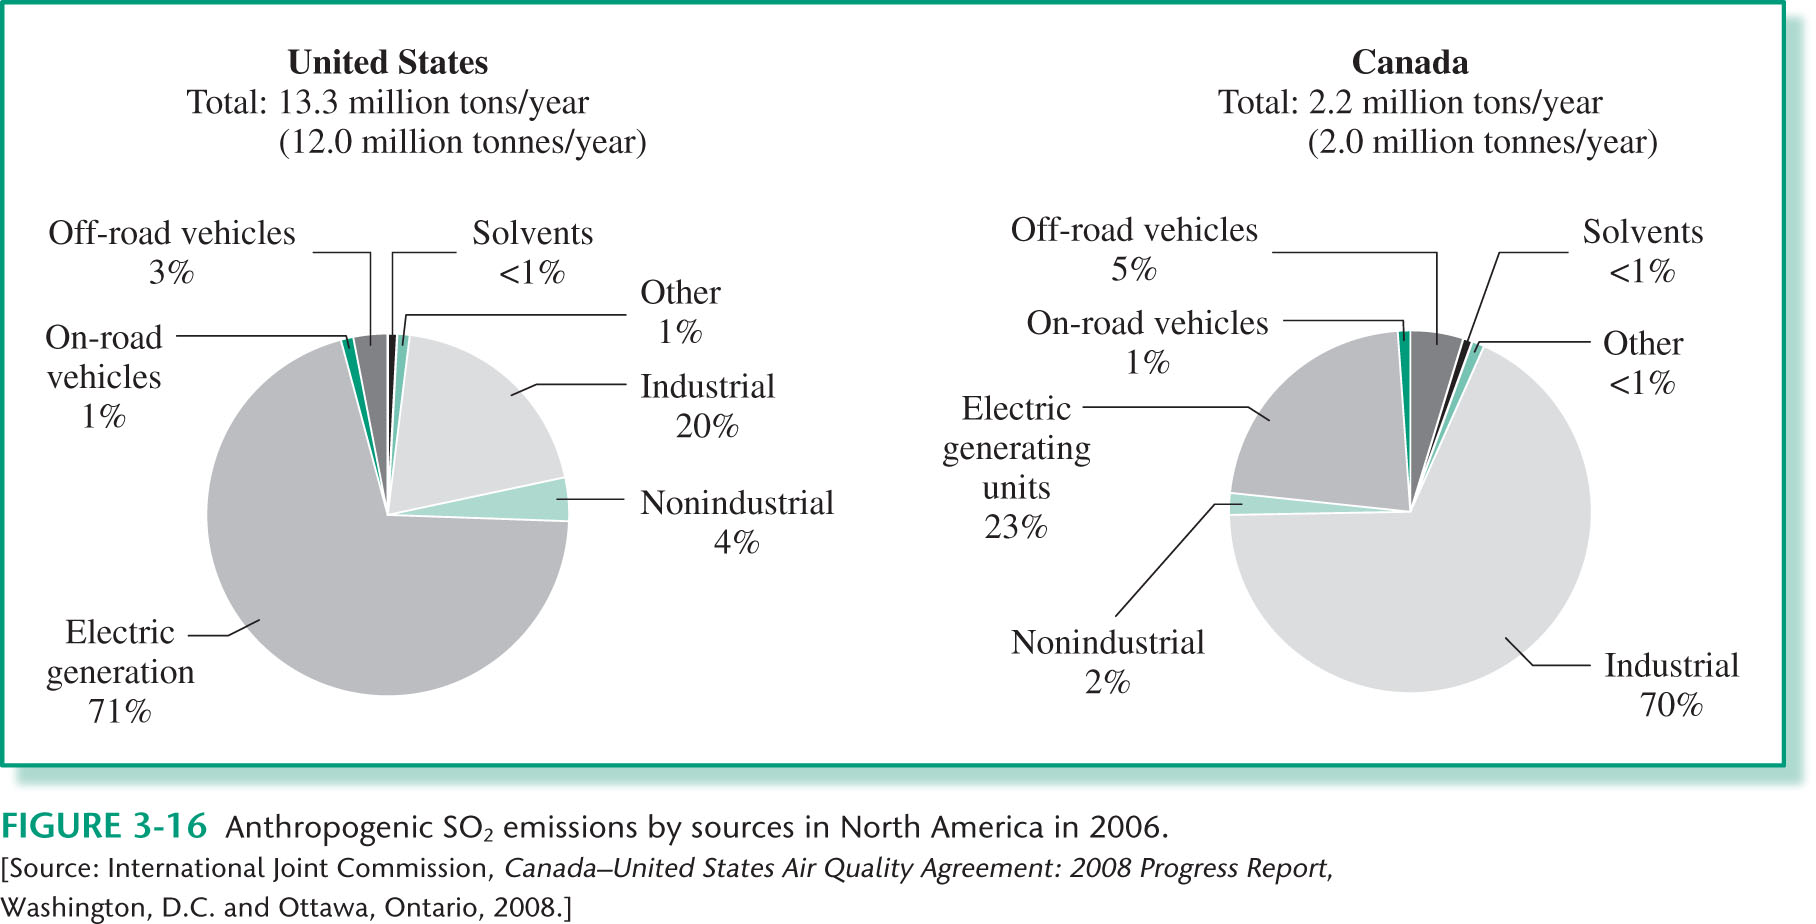 United States
Total: 13.3 million tons/year
(12.0 million tonnes/year)
Off-road vehicles
3%
Solvents
<1%
Other
1%
On-road
vehicles
1%
Industrial
20%
Nonindustrial
4%
Electric
generation
71%
Canada
Total: 2.2 million tons/year
(2.0 million tonnes/year)
Off-road vehicles
5%
Solvents
<1%
On-road vehicles
1%
Other
<1%
Electric
generating
units
23%
Nonindustrial
2%
Industrial
70%
FIGURE 3-16 Anthropogenic SO₂ emissions by sources in North America in 2006.
[Source: International Joint Commission, Canada–United States Air Quality Agreement: 2008 Progress Report,
Washington, D.C. and Ottawa, Ontario, 2008.]